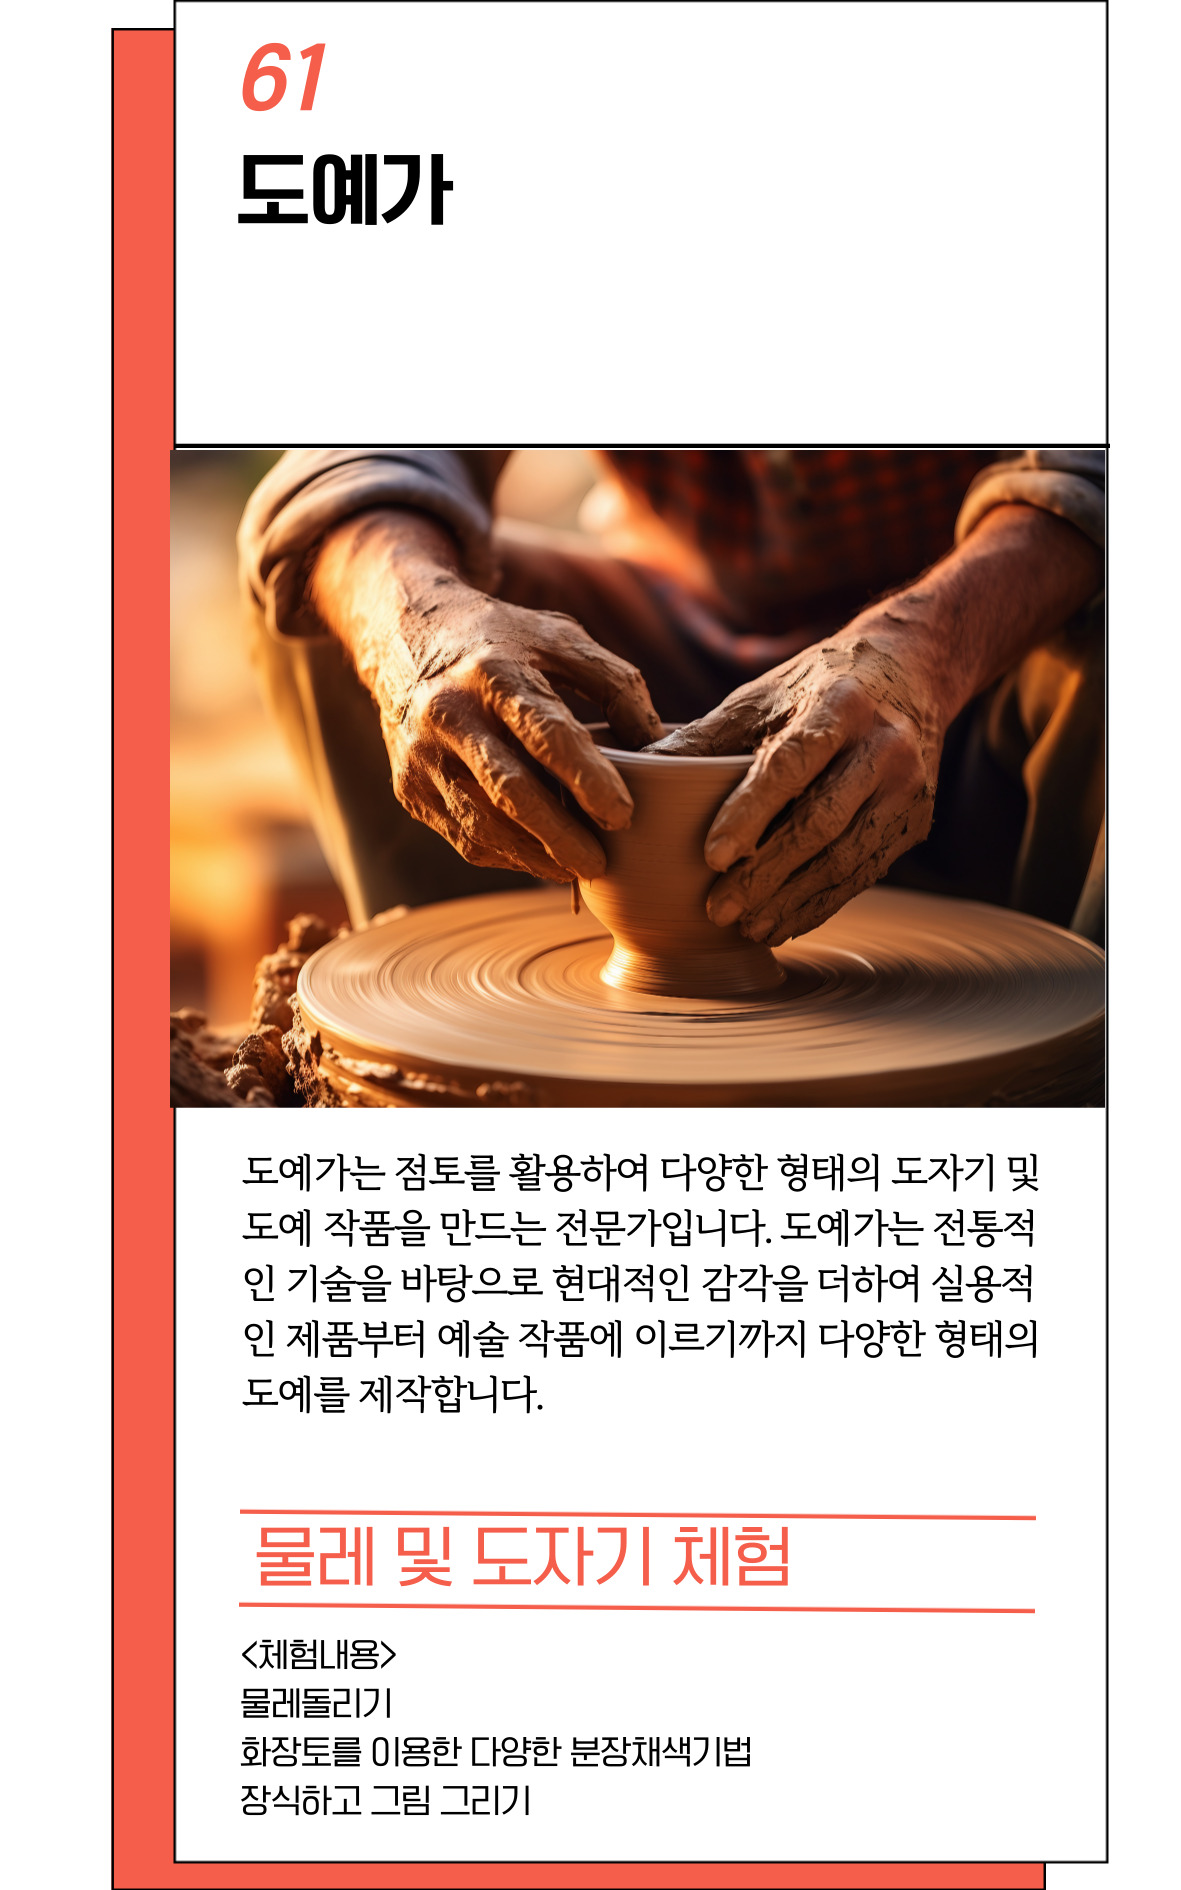 61
도예가
도예가는 점토를 활용하여 다양한 형태의 도자기 및
도예 작품을 만드는 전문가입니다. 도예가는 전통적
인 기술을 바탕으로 현대적인 감각을 더하여 실용적
인 제품부터 예술 작품에 이르기까지 다양한 형태의
도예를 제작합니다.
물레 및 도자기 체험
<체험내용>
물레돌리기
화장토를 이용한 다양한 분장채색기법
장식하고 그림 그리기